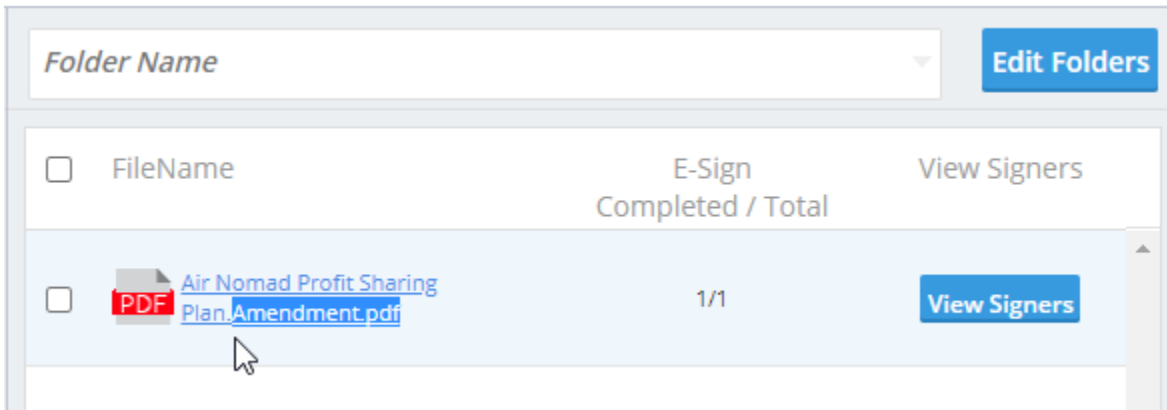 Folder Name
Edit Folders
FileName
E-Sign
Completed / Total
View Signers
PDF
Air Nomad Profit Sharing
Plan.Amendment.pdf
1/1
View Signers